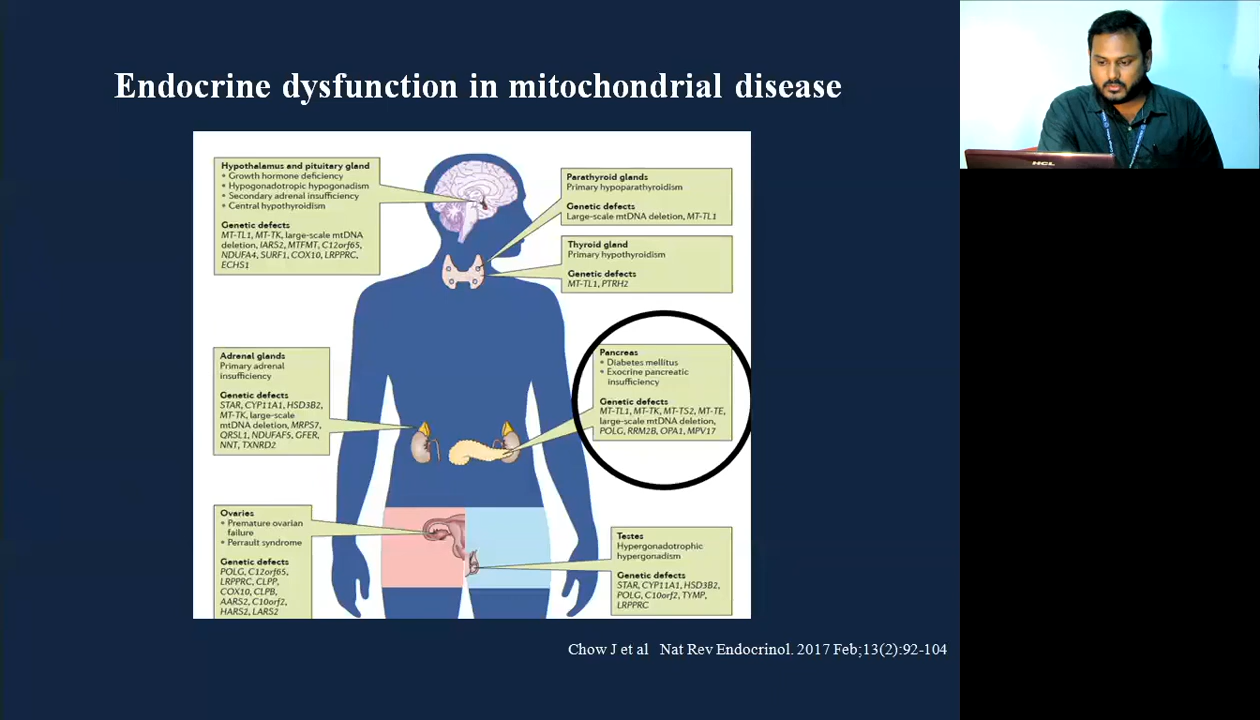 Endocrine dysfunction in mitochondrial disease
Hypothalamus and pituitary gland
• Growth hormone deficiency
• Hypogonadotropic hypogonadism
• Secondary adrenal insufficiency
• Central hypothyroidism
Genetic defects
MT-TL1, MT-TK, large-scale mtDNA
deletion, IARS2, MTFMT, C12orf65,
NDUFA4, SURF1, COX10, LRPPRC,
ECHS1
Parathyroid glands
Primary hypoparathyroidism
Genetic defects
Large-scale mtDNA deletion, MT-TL1
Thyroid gland
Primary hypothyroidism
Genetic defects
MT-TL1, PTRH2
Adrenal glands
Primary adrenal
insufficiency
Genetic defects
STAR, CYP11A1, HSD3B2,
MT-TK, large-scale
mtDNA deletion, MRPS7,
QRSL1, NDUFAF5, GFER,
NNT, TXNRD2
Pancreas
• Diabetes mellitus
• Exocrine pancreatic
insufficiency
Genetic defects
MT-TL1, MT-TK, MT-TS2, MT-TE,
large-scale mtDNA deletion,
POLG, RRM2B, OPA1, MPV17
Ovaries
• Premature ovarian
failure
• Perrault syndrome
Genetic defects
POLG, C12orf65,
LRPPRC, CLPP,
COX10, CLPB,
AARS2, C10orf2,
HARS2, LARS2
Testes
Hypergonadotrophic
hypergonadism
Genetic defects
STAR, CYP11A1, HSD3B2,
POLG, C10orf2, TYMP,
LRPPRC
Chow J et al Nat Rev Endocrinol. 2017 Feb;13(2):92-104
HCL